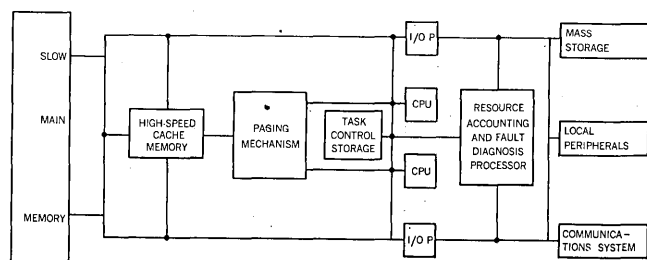 SLOW
MAIN
MEMORY
HIGH-SPEED
CACHE
MEMORY
PAGING
MECHANISM
TASK
CONTROL
STORAGE
I/O P
CPU
CPU
I/O P
RESOURCE
ACCOUNTING
AND FAULT
DIAGNOSIS
PROCESSOR
MASS
STORAGE
LOCAL
PERIPHERALS
COMMUNICA-
TIONS SYSTEM